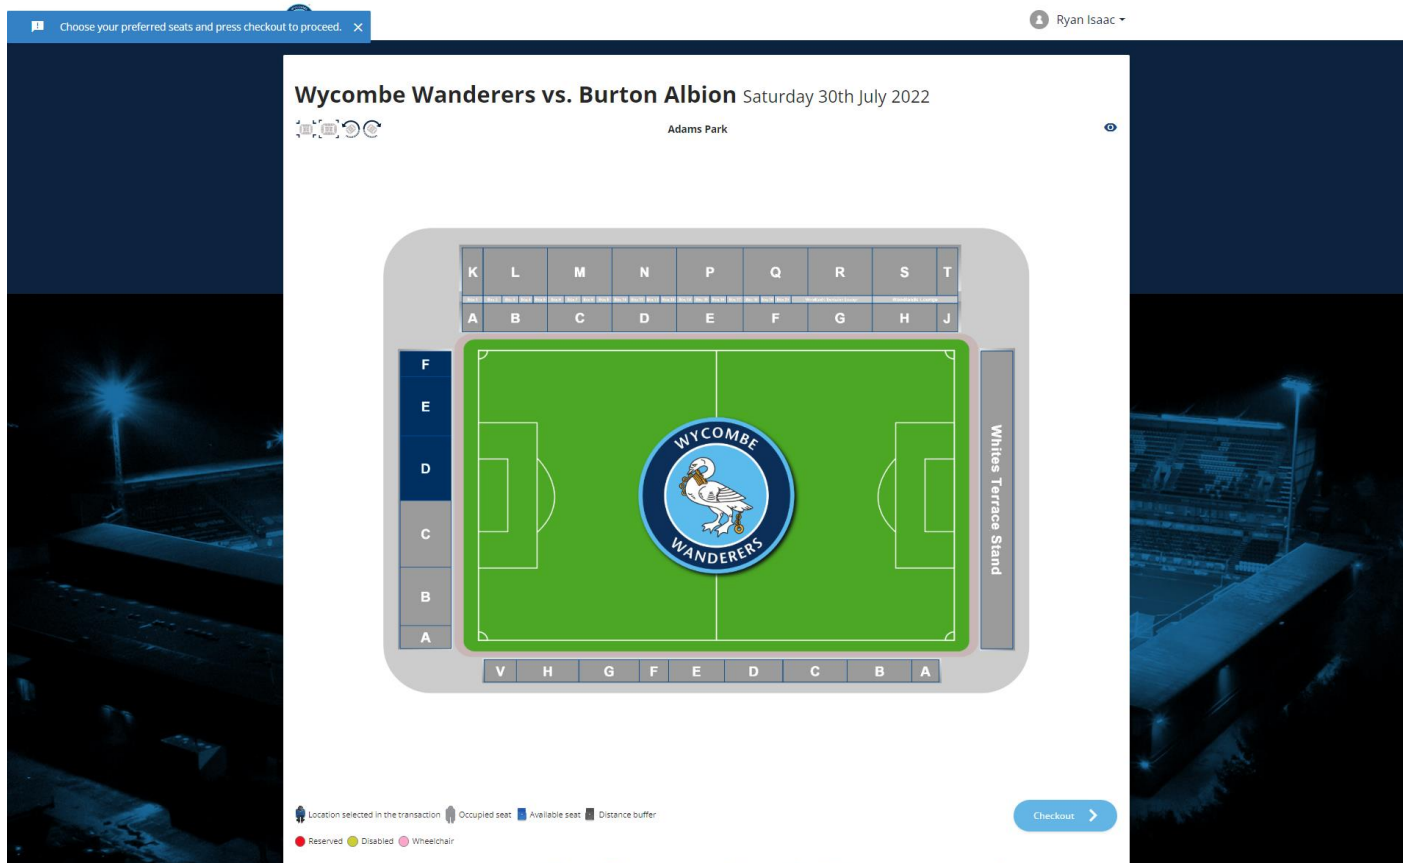 Choose your preferred seats and press checkout to proceed.
Ryan Isaac
Wycombe Wanderers vs. Burton Albion Saturday 30th July 2022
Adams Park
K L M N P Q R S T
A B C D E F G H J
F
E
D
C
B
A
WYCOMBE
WANDERERS
Whites Terrace Stand
V H G F E D C B A
Location selected in the transaction Occupied seat Available seat Distance buffer
Checkout
Reserved Disabled Wheelchair